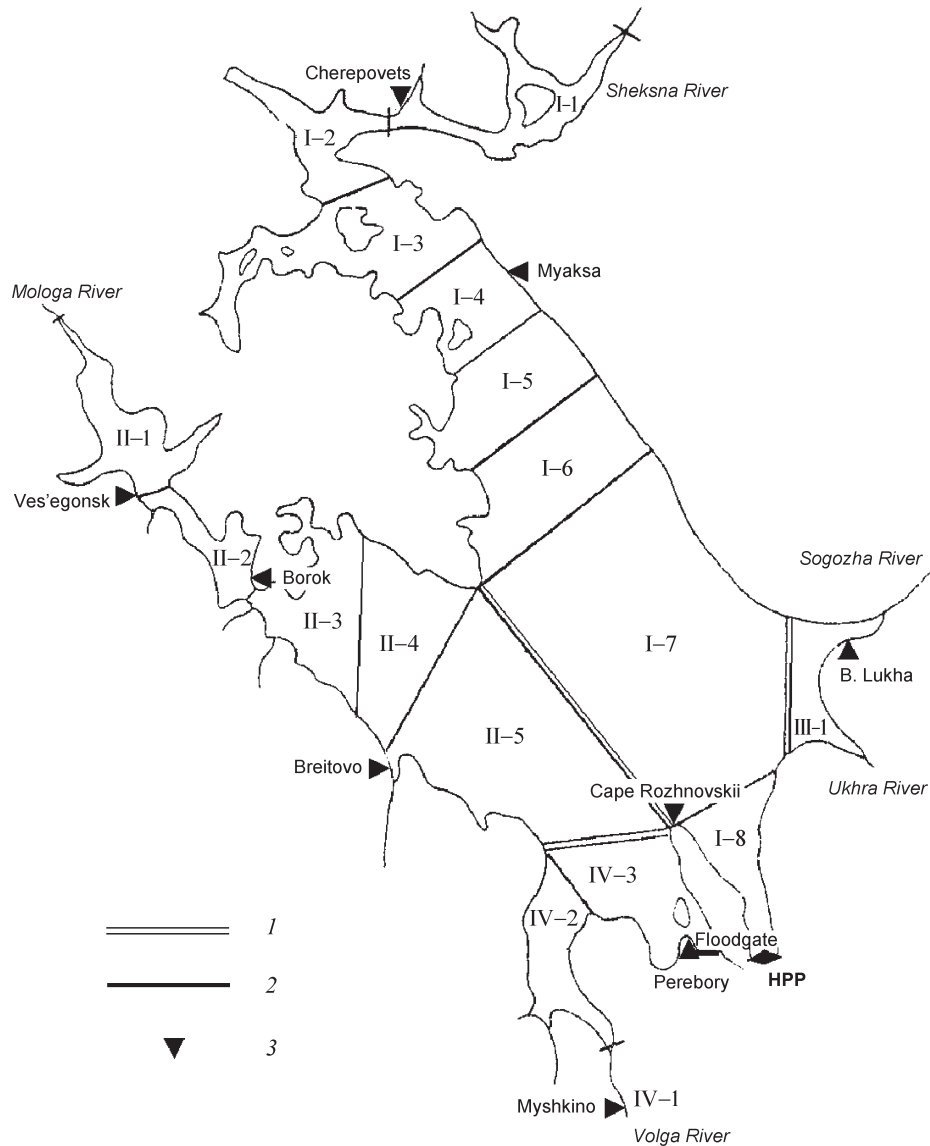 Cherepovets
Sheksna River
I–1
I–2
I–3
Myaksa
Mologa River
I–4
I–5
II–1
I–6
Ves'egonsk
Sogozha River
II–2
Borok
II–3
II–4
I–7
B. Lukha
II–5
III–1
Breitovo
Cape Rozhnovskii
Ukhra River
I–8
IV–3
IV–2
1
Floodgate
Perebory
HPP
2
3
Myshkino
IV–1
Volga River